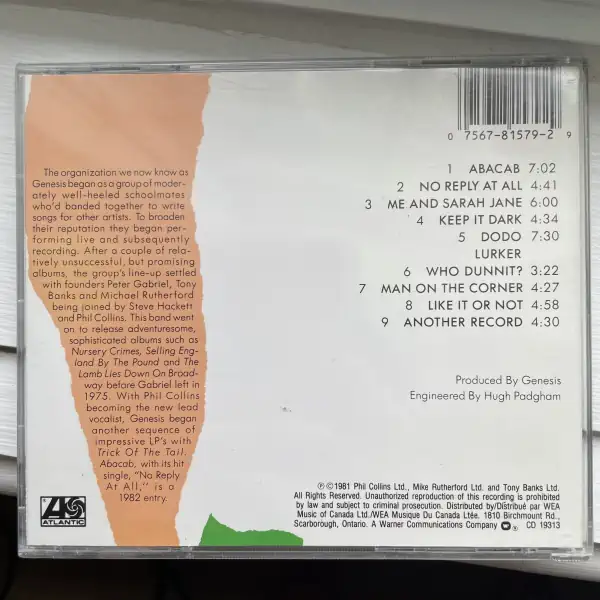 0 7567-81579-2 9
1 ABACAB 7:02
2 NO REPLY AT ALL 4:41
3 ME AND SARAH JANE 6:00
4 KEEP IT DARK 4:34
5 DODO 7:30
LURKER
6 WHO DUNNIT? 3:22
7 MAN ON THE CORNER 4:27
8 LIKE IT OR NOT 4:58
9 ANOTHER RECORD 4:30
The organization we now know as
Genesis began as a group of moder-
ately well-heeled schoolmates
who'd banded together to write
songs for other artists. To broaden
their reputation they began per-
forming live and subsequently
recording. After a couple of rela-
tively unsuccessful, but promising
albums, the group's line-up settled
with founders Peter Gabriel, Tony
Banks and Michael Rutherford
being joined by Steve Hackett
and Phil Collins. This band went
on to release adventuresome,
sophisticated albums such as
Nursery Crimes, Selling Eng-
land By The Pound and The
Lamb Lies Down On Broad-
way before Gabriel left in
1975. With Phil Collins
becoming the new lead
vocalist, Genesis began
another sequence of
impressive LP's with
Trick Of The Tail.
Abacab, with its hit
single, "No Reply
At All," is a
1982 entry.
Produced By Genesis
Engineered By Hugh Padgham
℗©1981 Phil Collins Ltd., Mike Rutherford Ltd. and Tony Banks Ltd.
All Rights Reserved. Unauthorized reproduction of this recording is prohibited
by law and subject to criminal prosecution. Distributed by/Distribué par WEA
Music of Canada Ltd./WEA Musique Du Canada Ltée. 1810 Birchmount Rd.,
Scarborough, Ontario. A Warner Communications Company CD 19313
ATLANTIC